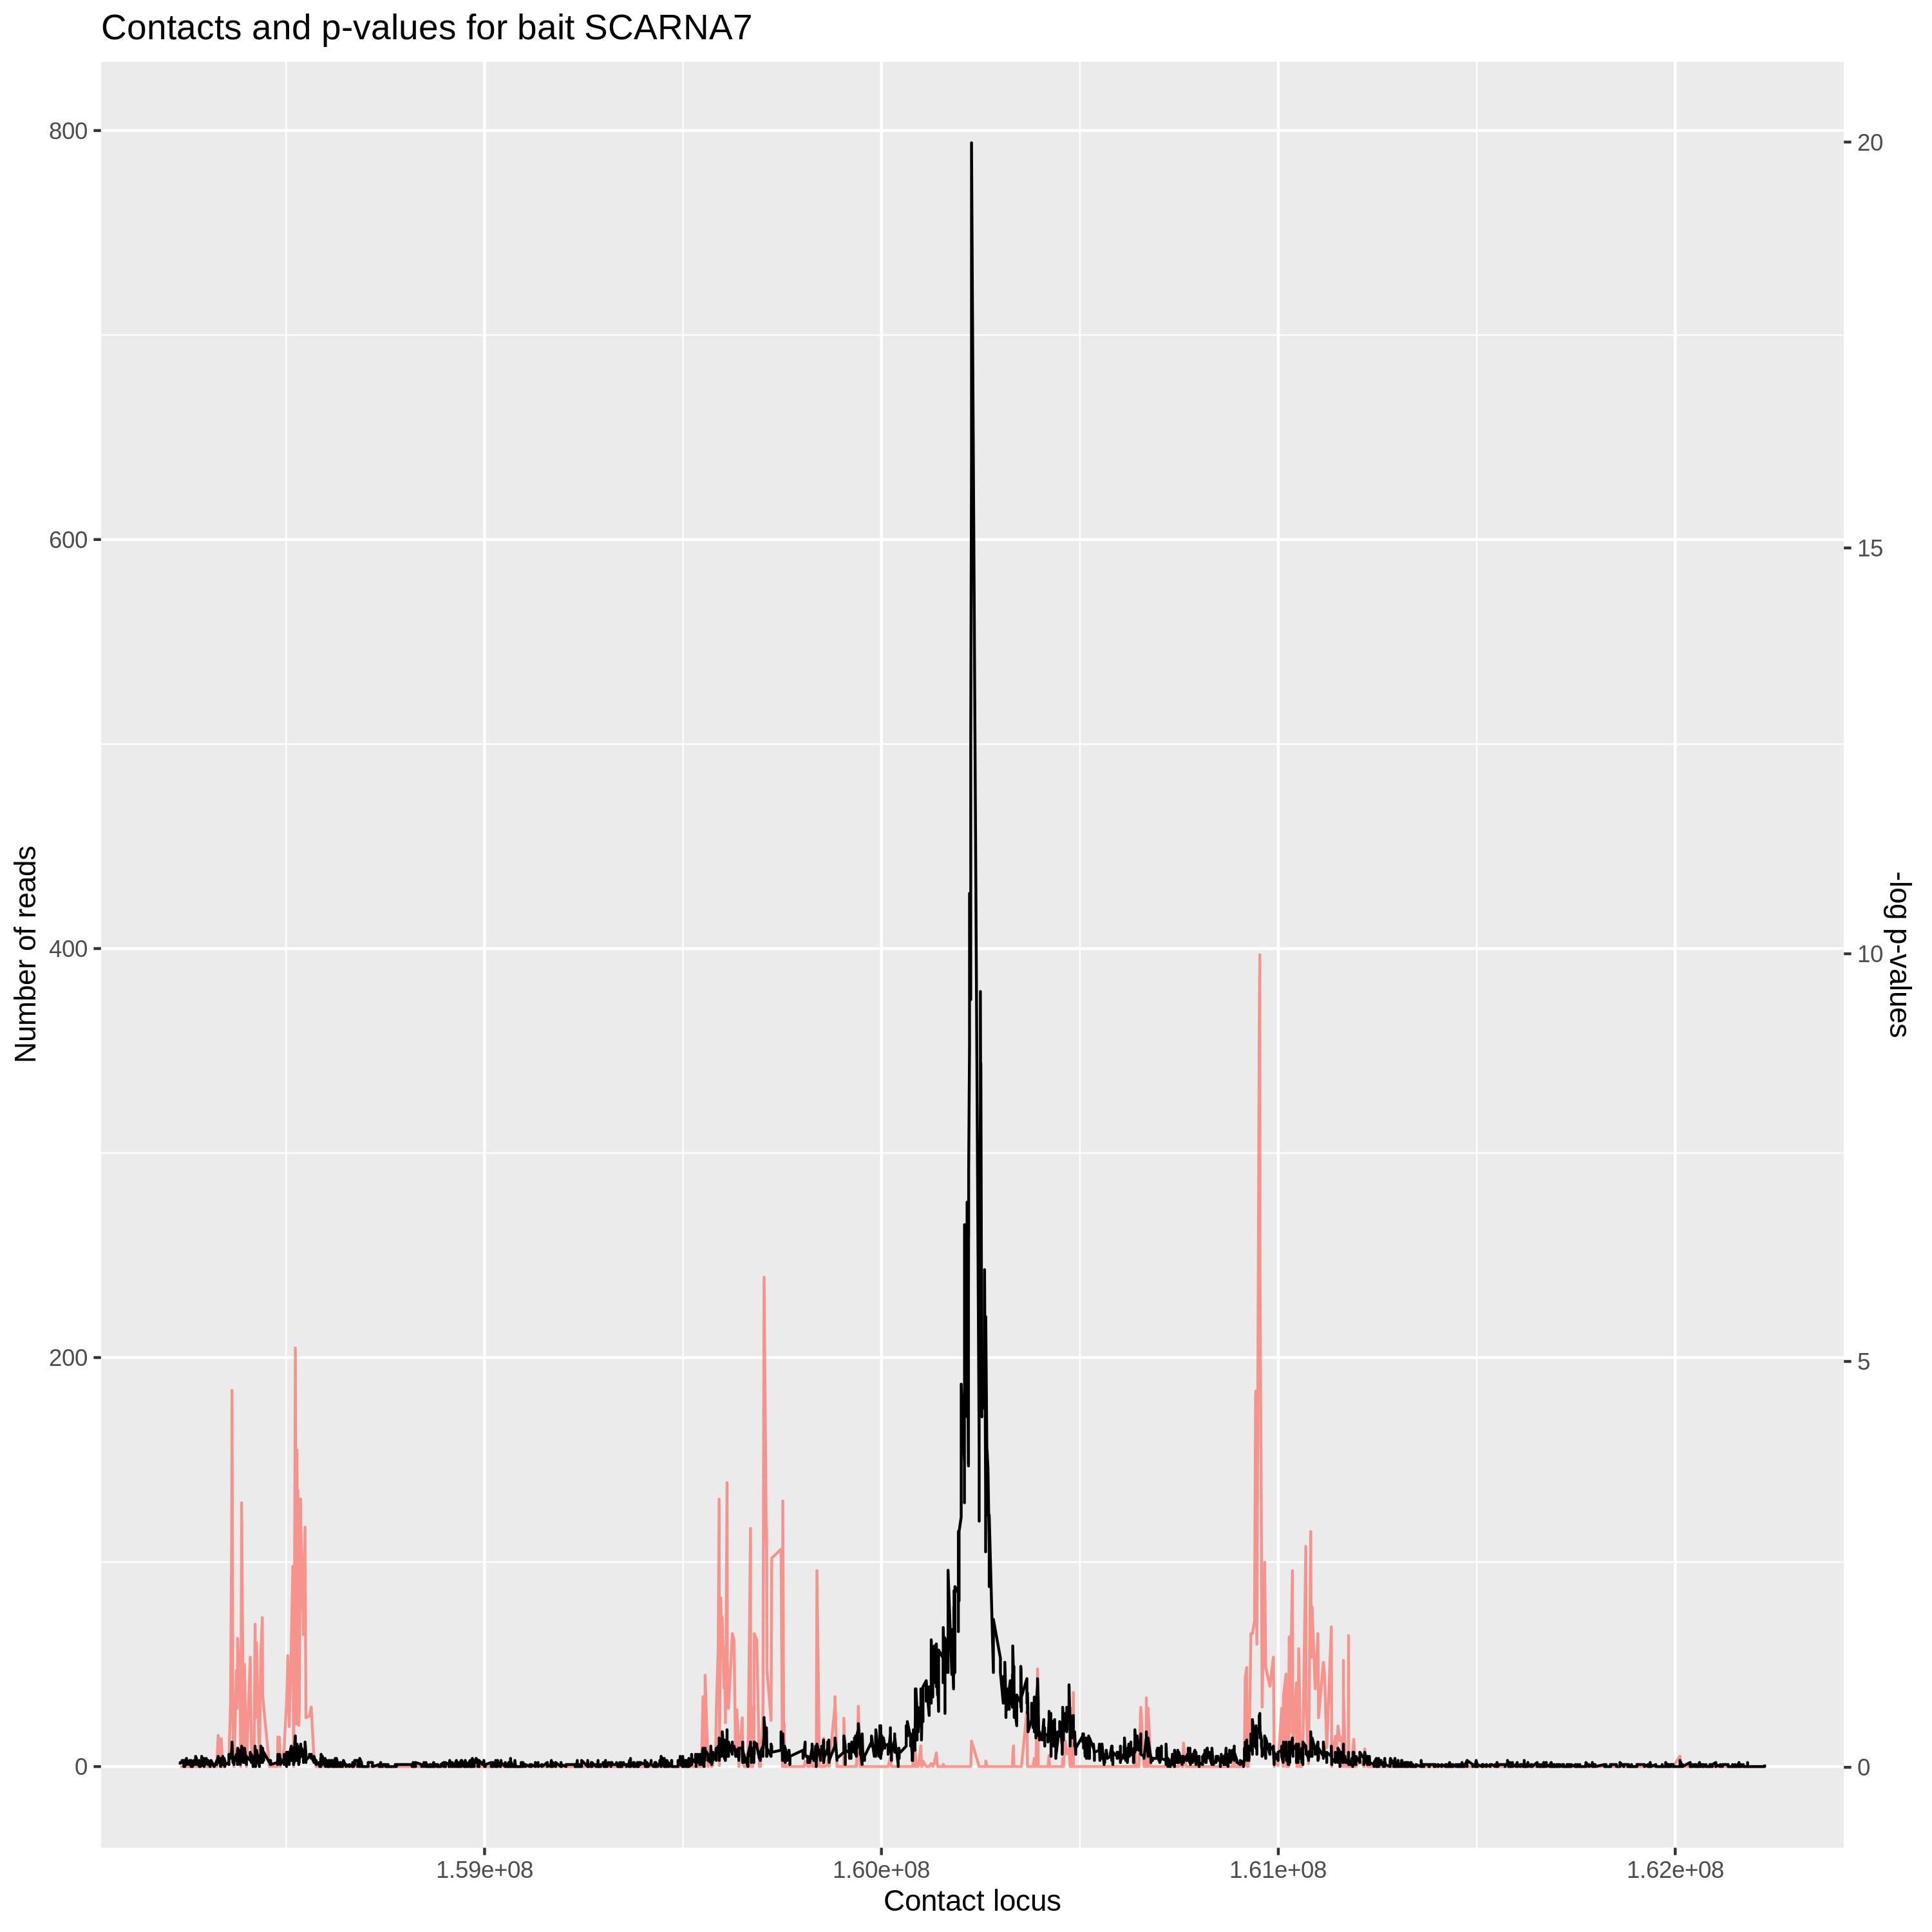 Contacts and p-values for bait SCARNA7
Number of reads
800
600
400
200
0
20
15
10
5
0
-log p-values
1.59e+08
1.60e+08
1.61e+08
1.62e+08
Contact locus